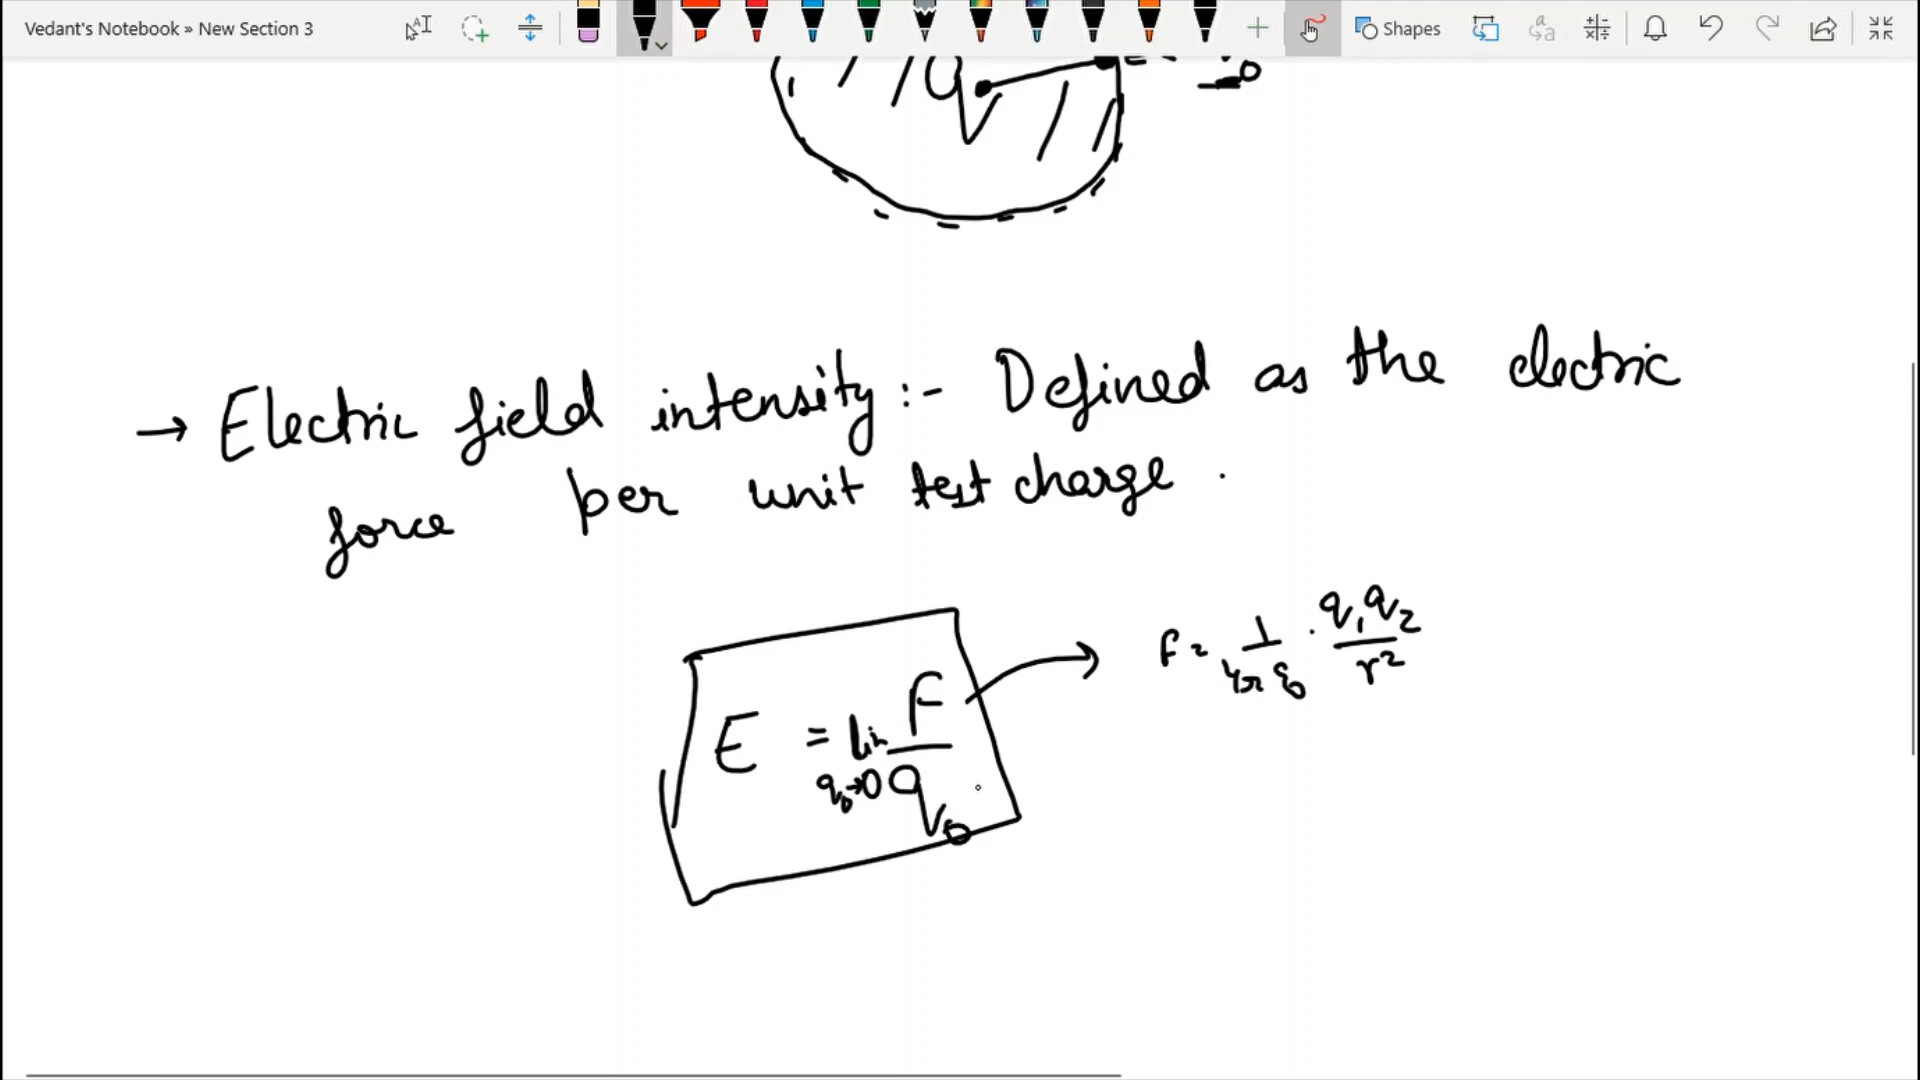 Vedant's Notebook » New Section 3
Shapes
q
→ Electric field intensity :- Defined as the electric
force per unit test charge .
F = 1/4πε0 . q1q2/r²
E = lim q0→0 F/q0